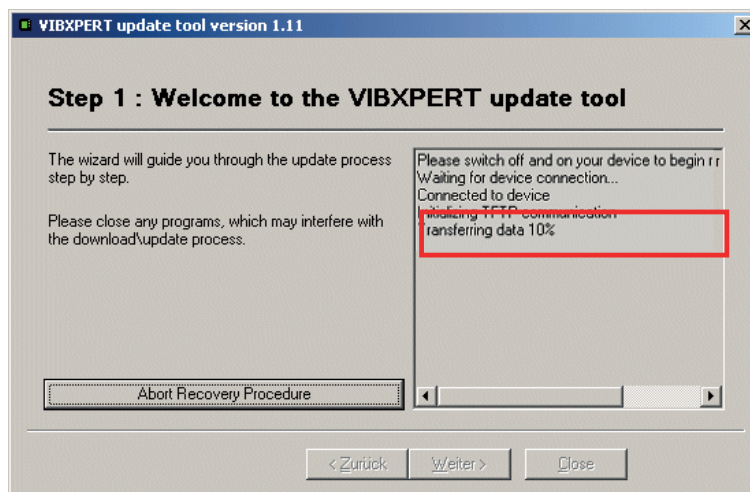 VIBXPERT update tool version 1.11
Step 1 : Welcome to the VIBXPERT update tool
The wizard will guide you through the update process
step by step.
Please close any programs, which may interfere with
the download\update process.
Please switch off and on your device to begin r
Waiting for device connection...
Connected to device
Initializing TFTP communication
Transferring data 10%
Abort Recovery Procedure
< Zurück
Weiter >
Close